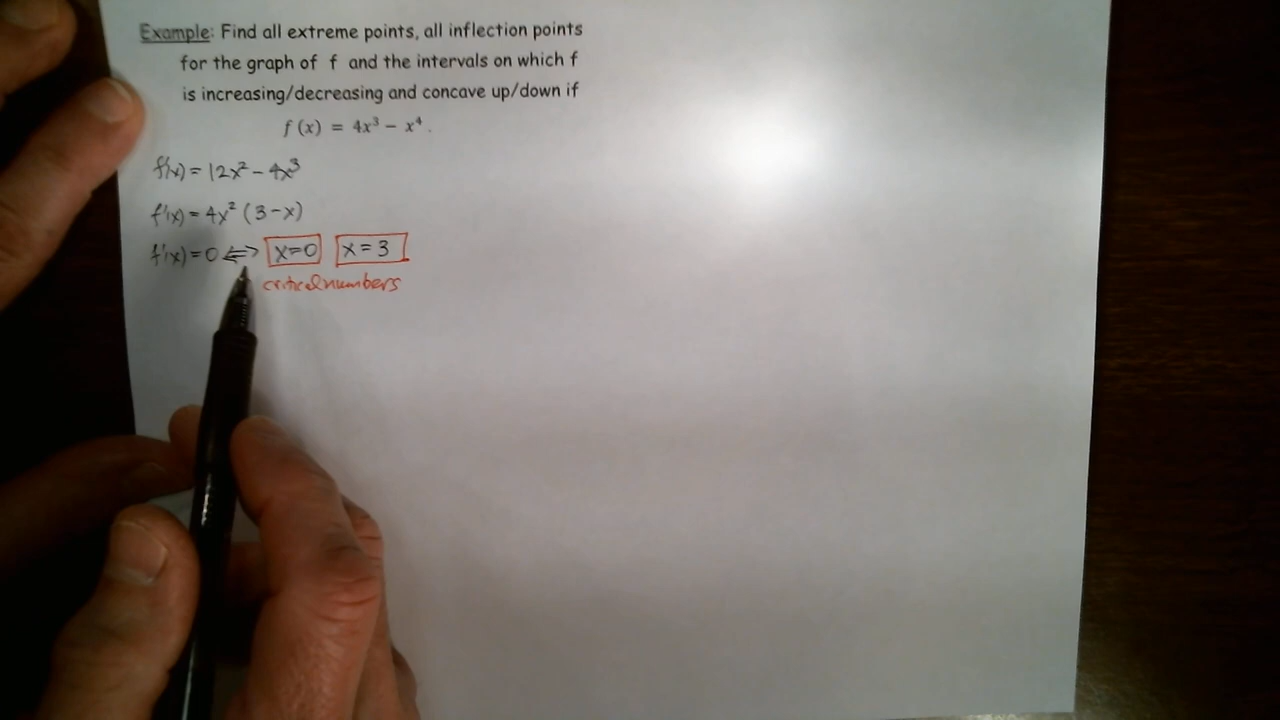 Example: Find all extreme points, all inflection points
for the graph of f and the intervals on which f
is increasing/decreasing and concave up/down if
f (x) = 4x³ − x⁴ .
f'(x) = 12x² − 4x³
f'(x) = 4x² (3−x)
f'(x) = 0 ⟺ x=0 x=3
critical numbers